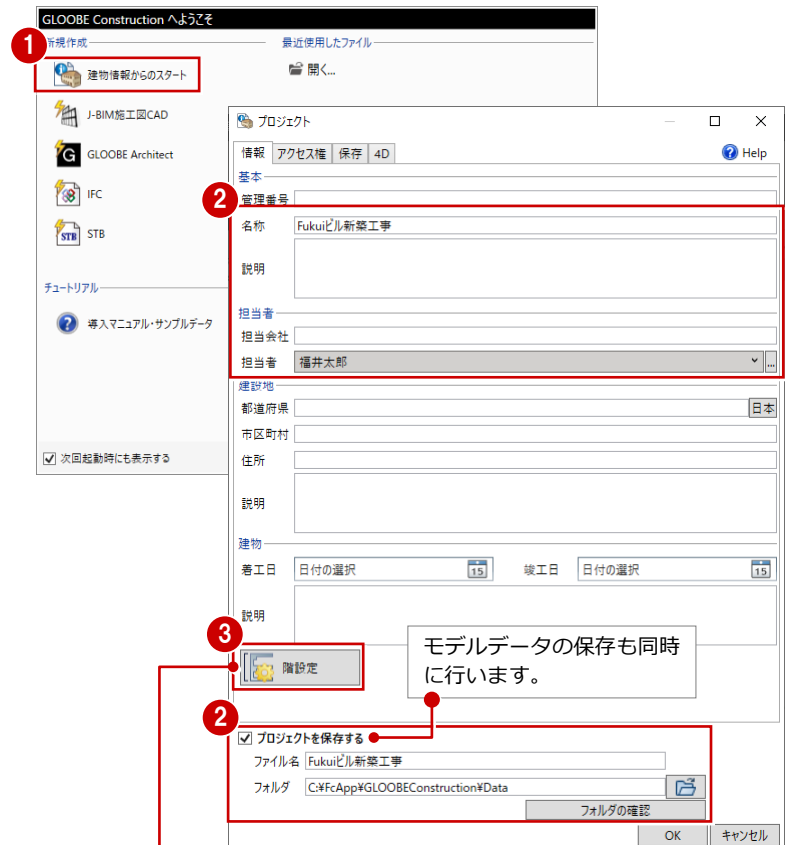 GLOOBE Construction へようこそ
1
新規作成
最近使用したファイル
建物情報からのスタート
開く...
J-BIM施工図CAD
GLOOBE Architect
IFC
STB
STB
チュートリアル
導入マニュアル・サンプルデータ
次回起動時にも表示する
プロジェクト
情報 アクセス権 保存 4D
Help
基本
管理番号
2
名称 Fukuiビル新築工事
説明
担当者
担当会社
担当者 福井太郎 ...
建設地
都道府県 日本
市区町村
住所
説明
建物
着工日 日付の選択 15 竣工日 日付の選択 15
説明
3
階設定
モデルデータの保存も同時
に行います。
2
プロジェクトを保存する
ファイル名 Fukuiビル新築工事
フォルダ C:¥FcApp¥GLOOBEConstruction¥Data
フォルダの確認
OK キャンセル